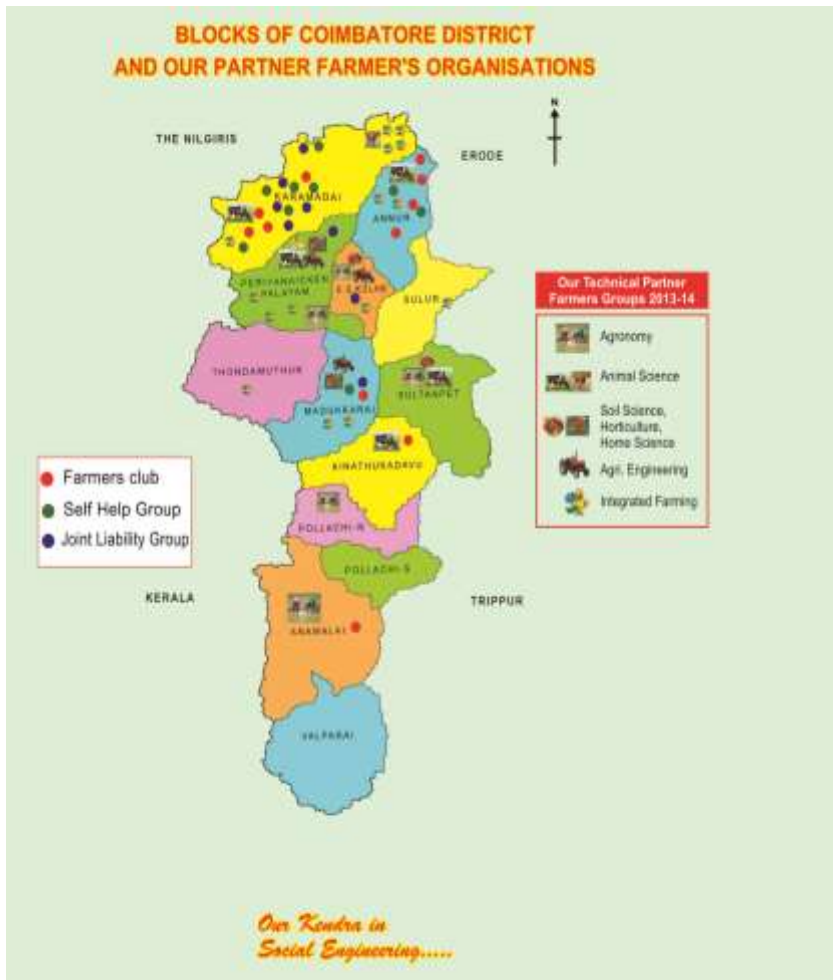 BLOCKS OF COIMBATORE DISTRICT
AND OUR PARTNER FARMER'S ORGANISATIONS
N
THE NILGIRIS
ERODE
KARAMADAI
ANNUR
PERIYANAICKEN
PALAYAM
S.S.KULAM
SULUR
THONDAMUTHUR
MADUKKARAI
SULTANPET
KINATHUKADAVU
POLLACHI-N
POLLACHI-S
ANAMALAI
VALPARAI
KERALA
TRIPPUR
Our Technical Partner
Farmers Groups 2013-14
Agronomy
Animal Science
Soil Science,
Horticulture,
Home Science
Agri. Engineering
Integrated Farming
Farmers club
Self Help Group
Joint Liability Group
Our Kendra in
Social Engineering.....